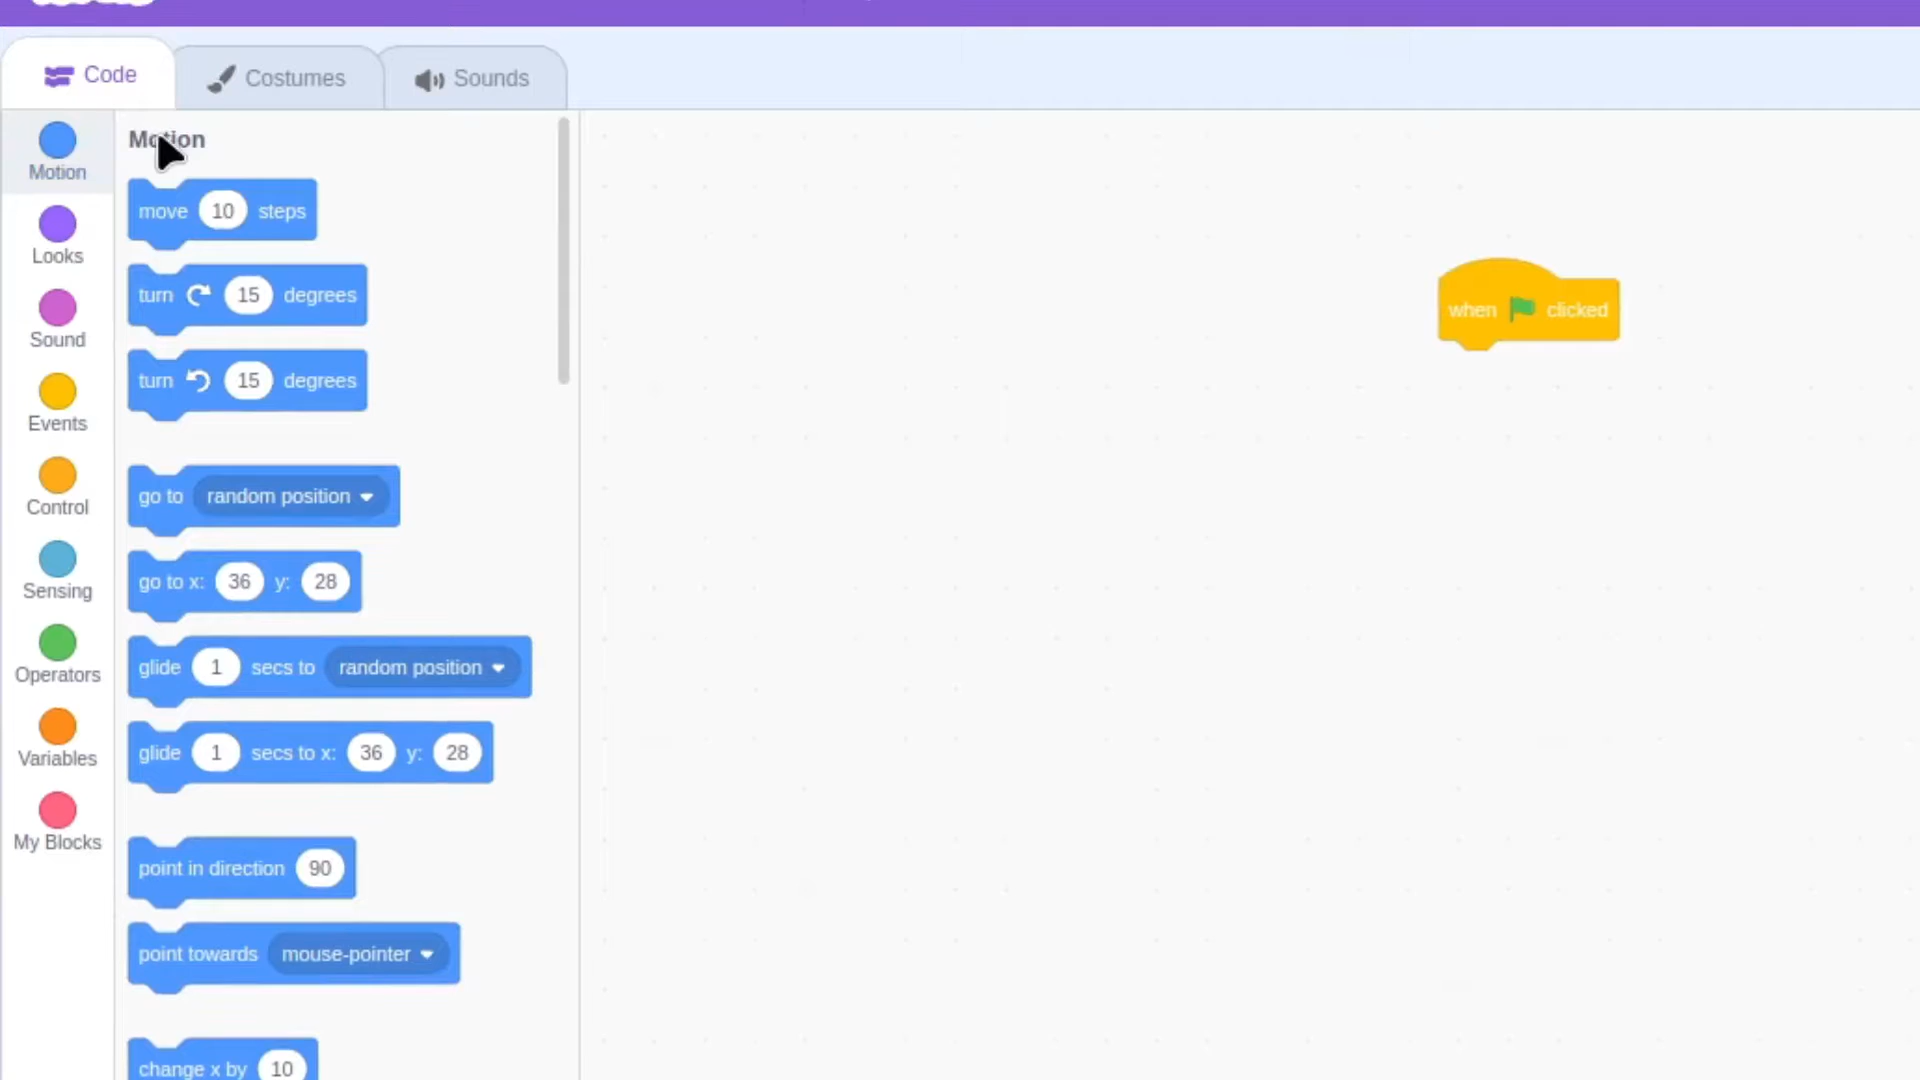 Code
Costumes
Sounds
Motion
Looks
Sound
Events
Control
Sensing
Operators
Variables
My Blocks
Motion
move 10 steps
turn 15 degrees
turn 15 degrees
go to random position
go to x: 36 y: 28
glide 1 secs to random position
glide 1 secs to x: 36 y: 28
point in direction 90
point towards mouse-pointer
change x by 10
when clicked